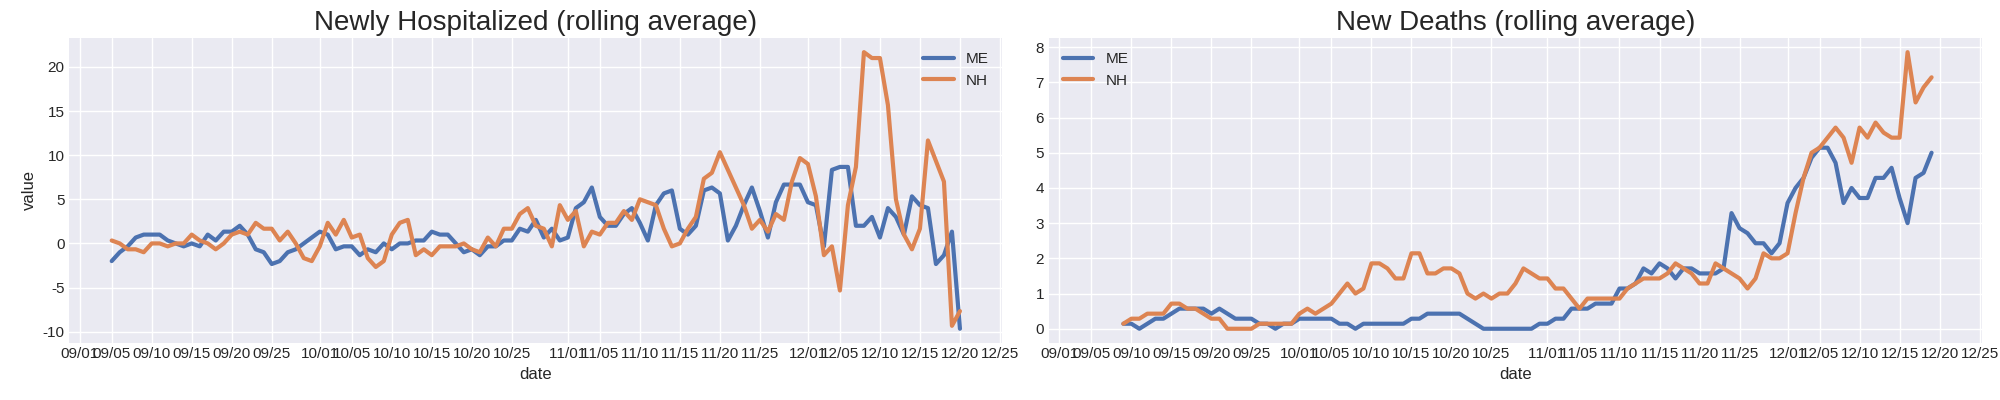 Newly Hospitalized (rolling average)
ME
NH
20
15
10
5
0
-5
-10
value
09/01 09/05 09/10 09/15 09/20 09/25 10/01 10/05 10/10 10/15 10/20 10/25 11/01 11/05 11/10 11/15 11/20 11/25 12/01 12/05 12/10 12/15 12/20 12/25
date
New Deaths (rolling average)
ME
NH
8
7
6
5
4
3
2
1
0
09/01 09/05 09/10 09/15 09/20 09/25 10/01 10/05 10/10 10/15 10/20 10/25 11/01 11/05 11/10 11/15 11/20 11/25 12/01 12/05 12/10 12/15 12/20 12/25
date